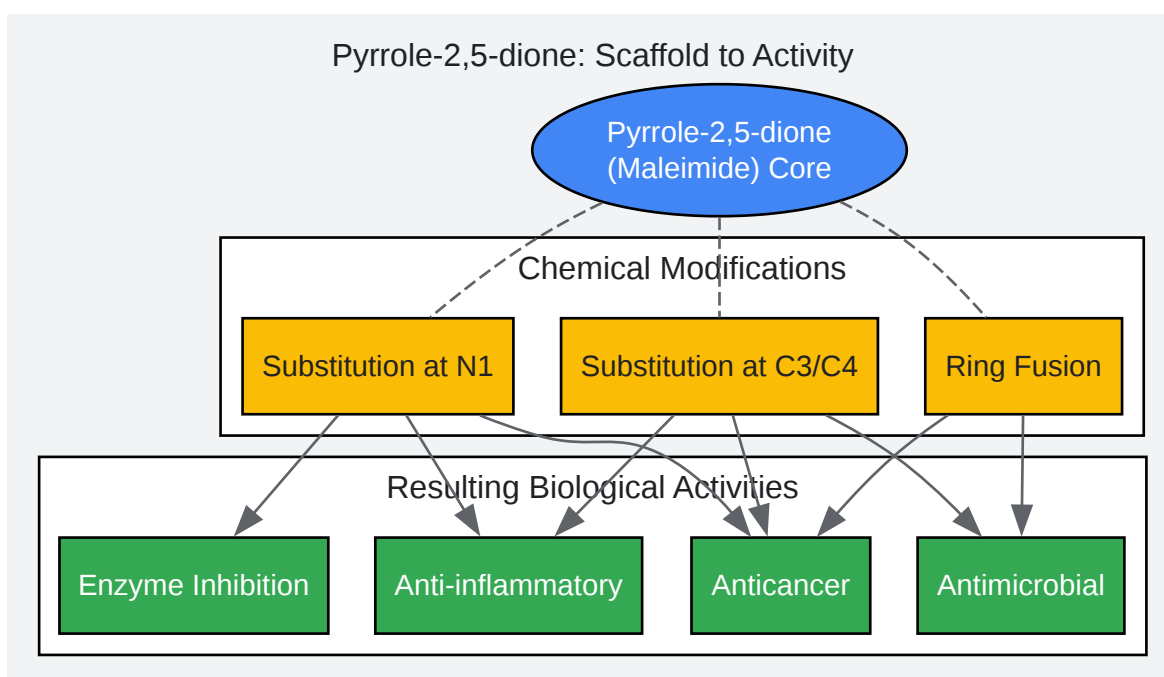 Pyrrole-2,5-dione: Scaffold to Activity
Pyrrole-2,5-dione
(Maleimide) Core
Chemical Modifications
Substitution at N1
Substitution at C3/C4
Ring Fusion
Resulting Biological Activities
Enzyme Inhibition
Anti-inflammatory
Anticancer
Antimicrobial